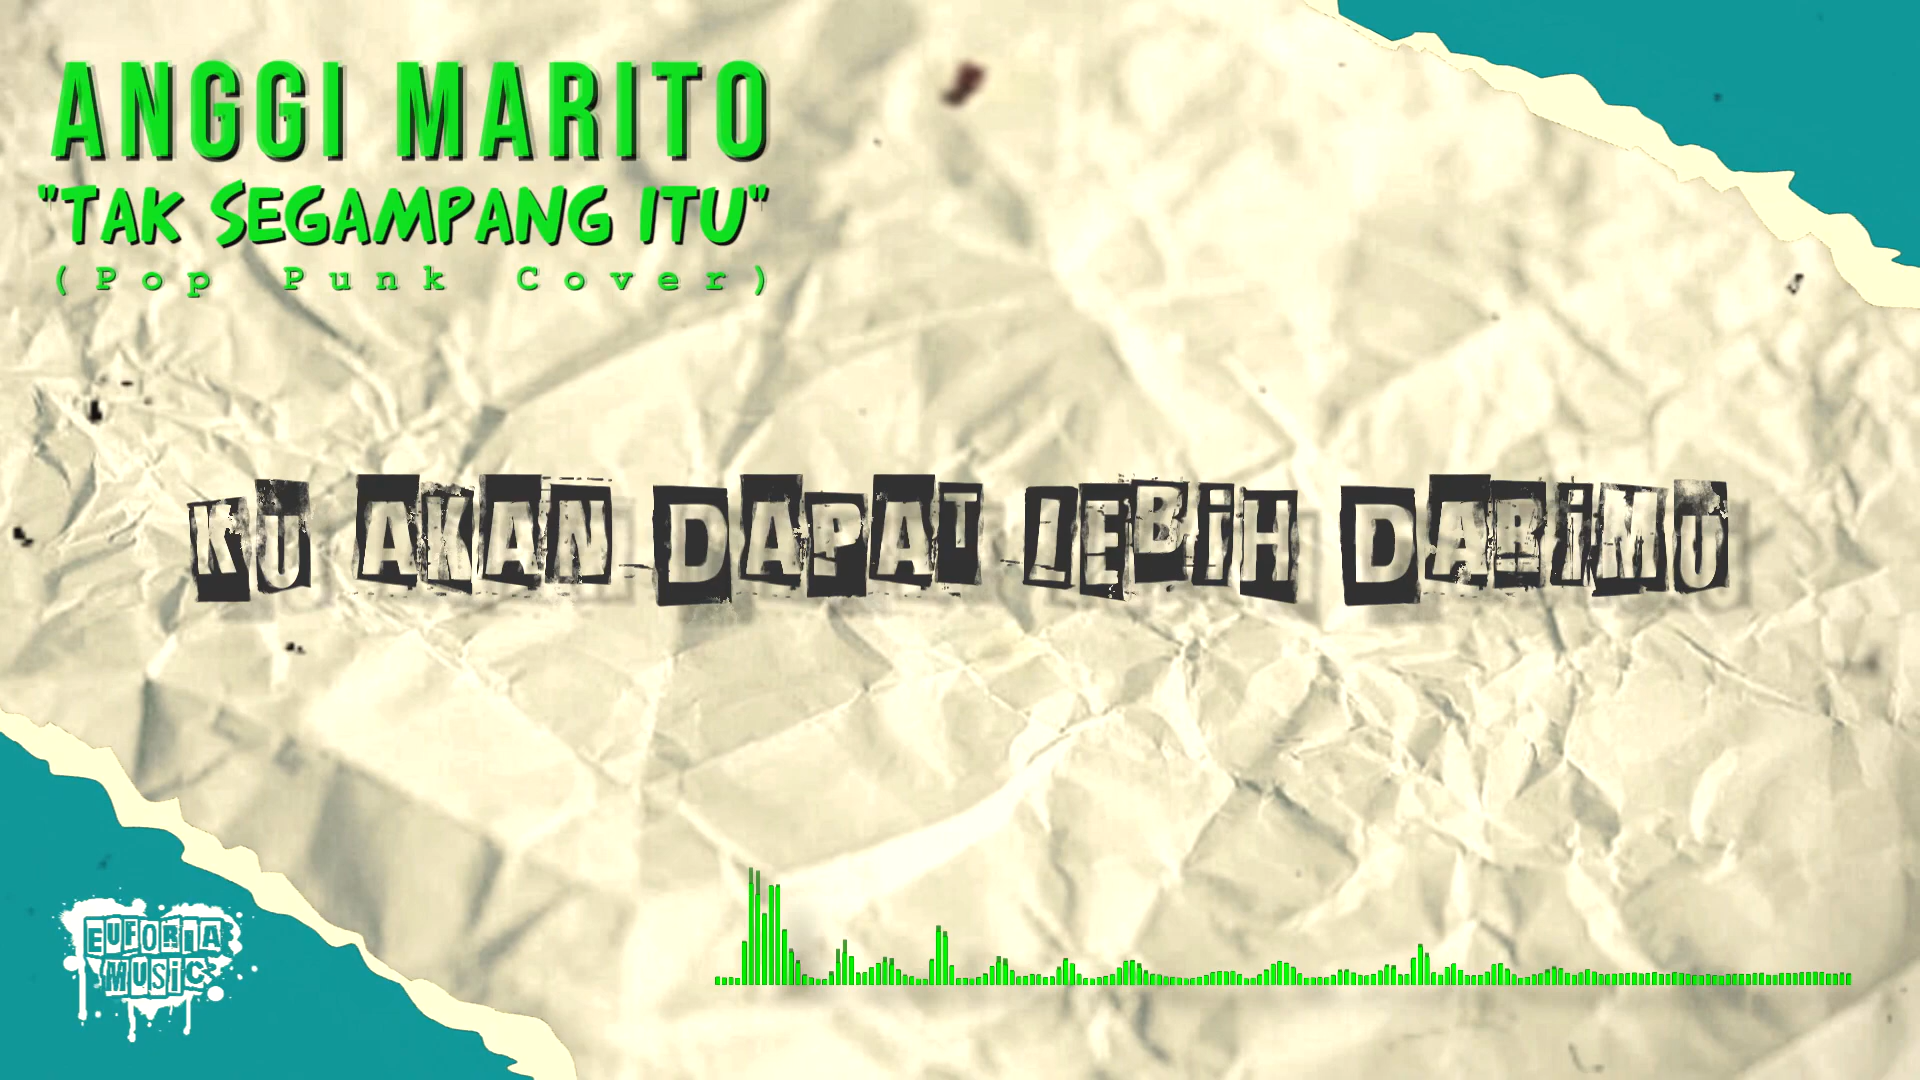 ANGGI MARITO
"TAK SEGAMPANG ITU"
(Pop Punk Cover)
KU AKAN DAPAT LEBiH DARiMU
EUFORIA
MUSiC